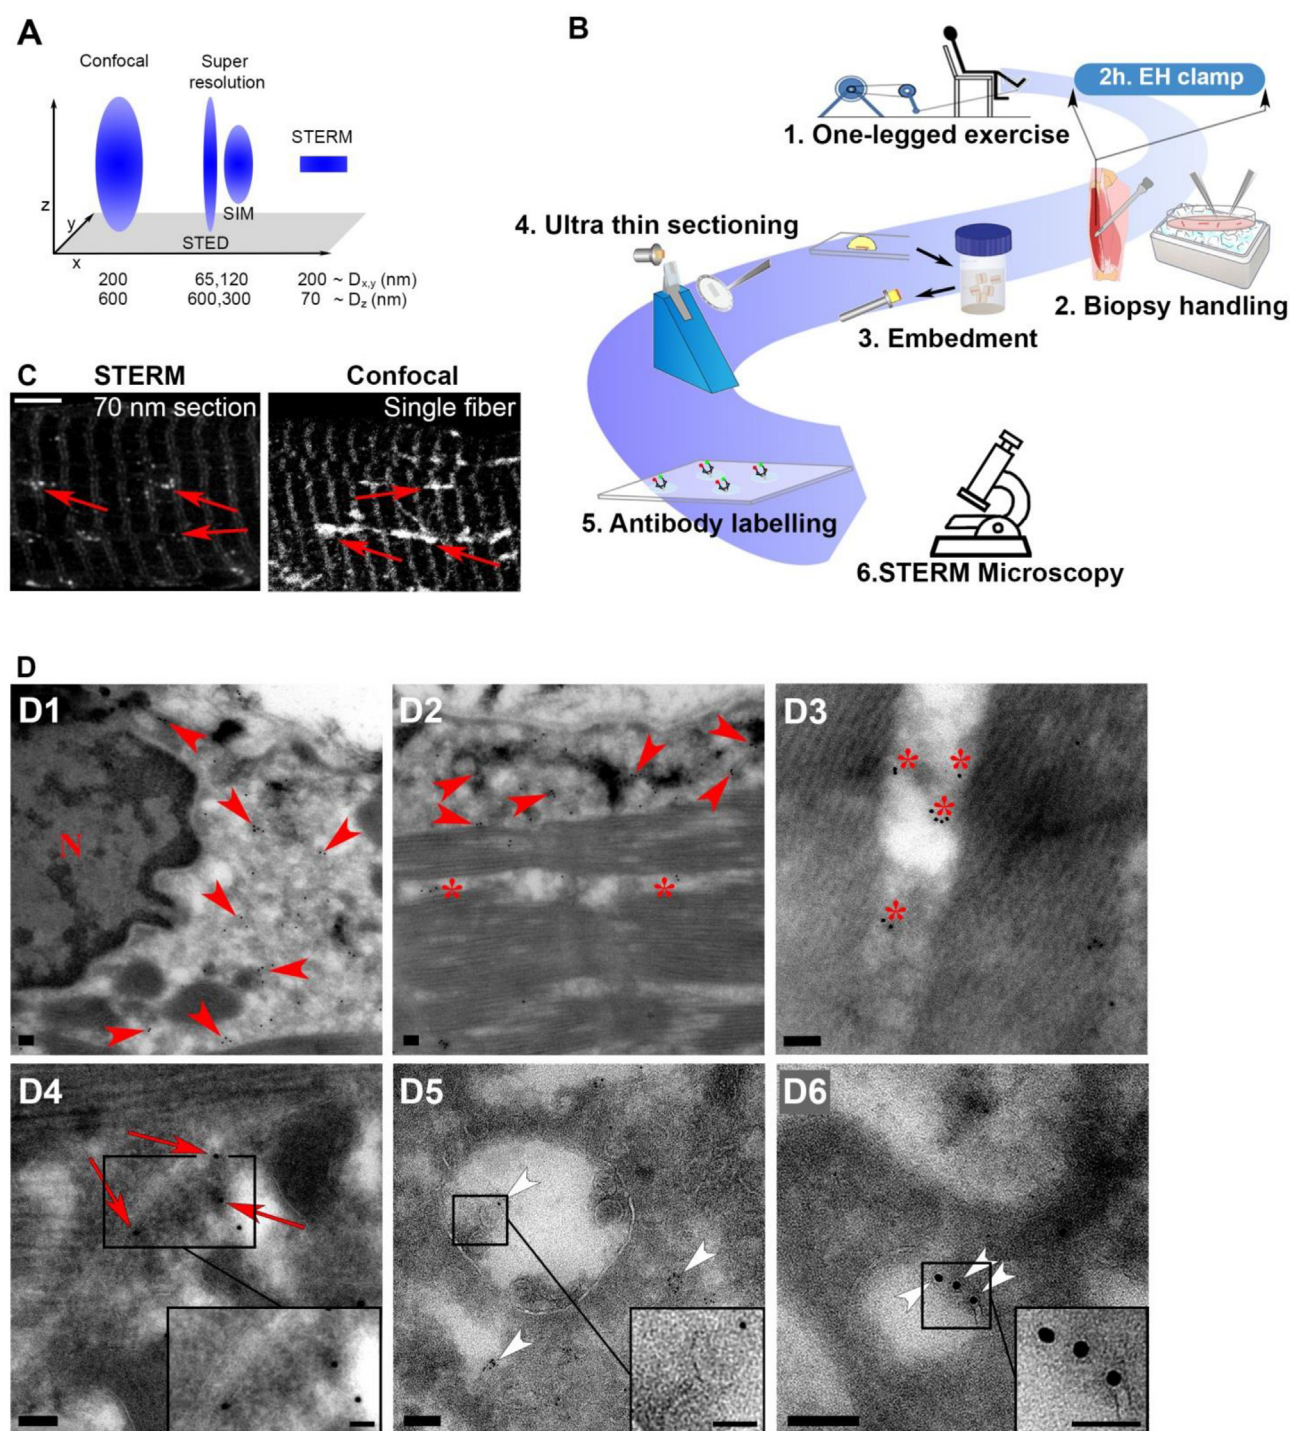 A
Confocal
Super
resolution
STERM
z
y
x
SIM
STED
200 65,120 200 ~ Dx,y (nm)
600 600,300 70 ~ Dz (nm)
B
2h. EH clamp
1. One-legged exercise
2. Biopsy handling
3. Embedment
4. Ultra thin sectioning
5. Antibody labelling
6.STERM Microscopy
C
STERM
70 nm section
Confocal
Single fiber
D
D1
N
D2
* *
D3
* *
*
*
D4
D5
D6